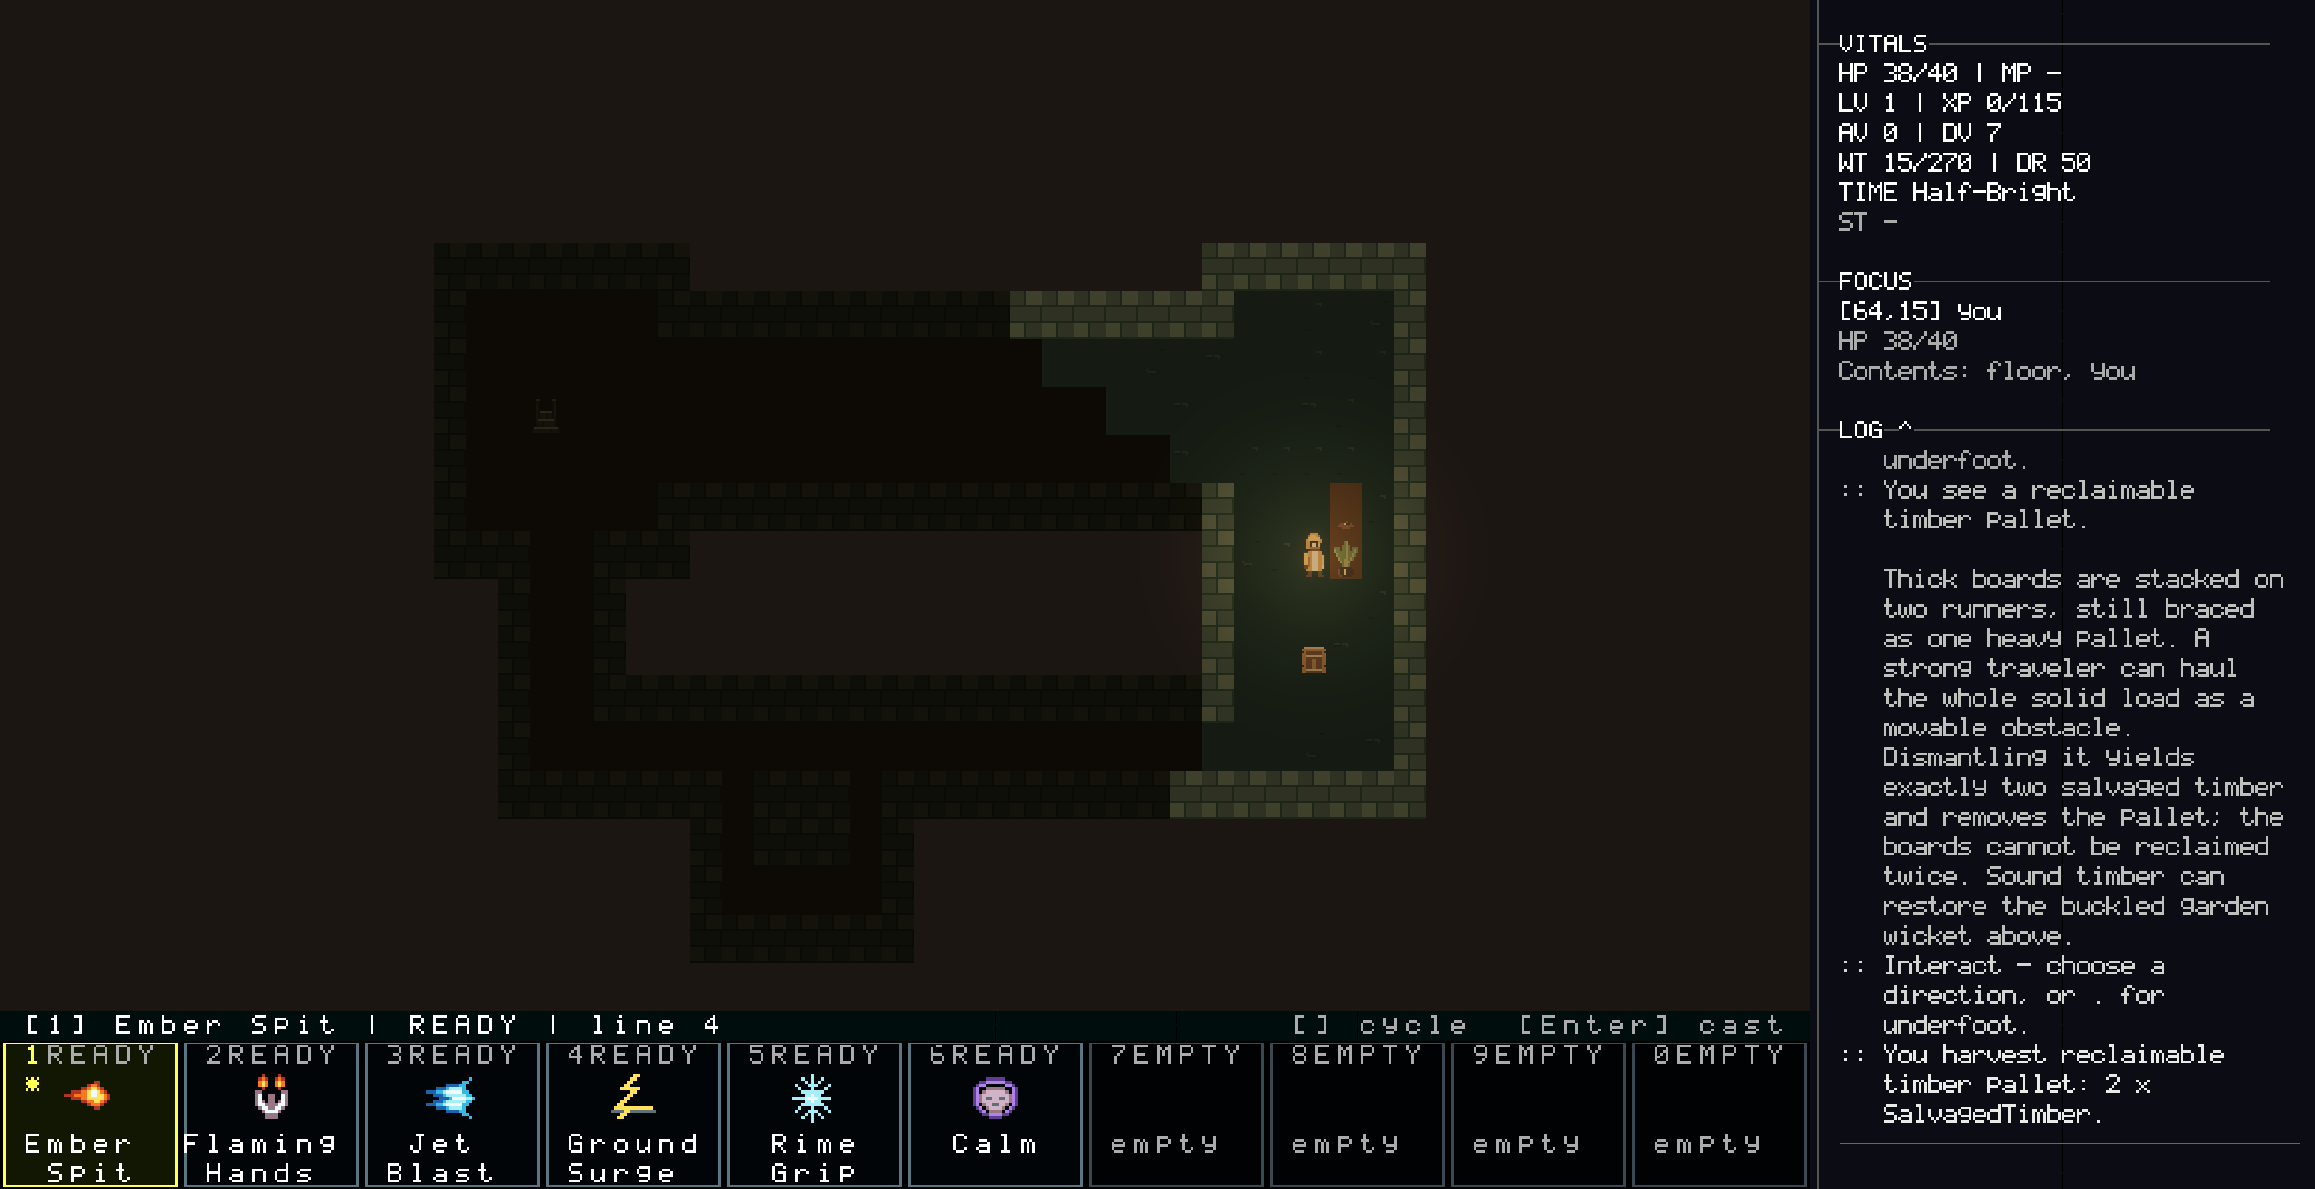 VITALS
HP 38/40 | MP -
LV 1 | XP 0/115
AV 0 | DV 7
WT 15/270 | DR 50
TIME Half-Bright
ST -
FOCUS
[64,15] you
HP 38/40
Contents: floor, You
LOG ^
underfoot.
:: You see a reclaimable
timber pallet.
Thick boards are stacked on
two runners, still braced
as one heavy pallet. A
strong traveler can haul
the whole solid load as a
movable obstacle.
Dismantling it yields
exactly two salvaged timber
and removes the pallet; the
boards cannot be reclaimed
twice. Sound timber can
restore the buckled garden
wicket above.
:: Interact - choose a
direction, or . for
underfoot.
:: You harvest reclaimable
timber pallet: 2 x
SalvagedTimber.
[1] Ember Spit | READY | line 4
[] cycle [Enter] cast
1READY 2READY 3READY 4READY 5READY 6READY 7EMPTY 8EMPTY 9EMPTY 0EMPTY
Ember Spit
Flaming Hands
Jet Blast
Ground Surge
Rime Grip
Calm
empty
empty
empty
empty